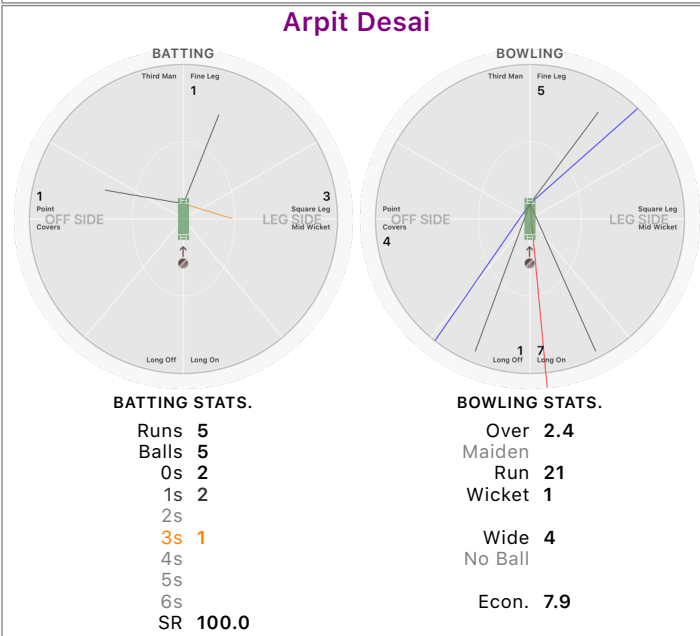 Arpit Desai
BATTING
Third Man Fine Leg
1
1
Point
Covers
OFF SIDE
3
Square Leg
Mid Wicket
LEG SIDE
Long Off Long On
BATTING STATS.
Runs 5
Balls 5
0s 2
1s 2
2s
3s 1
4s
5s
6s
SR 100.0
BOWLING
Third Man Fine Leg
5
Point
Covers
4
OFF SIDE
Square Leg
Mid Wicket
LEG SIDE
1 7
Long Off Long On
BOWLING STATS.
Over 2.4
Maiden
Run 21
Wicket 1
Wide 4
No Ball
Econ. 7.9